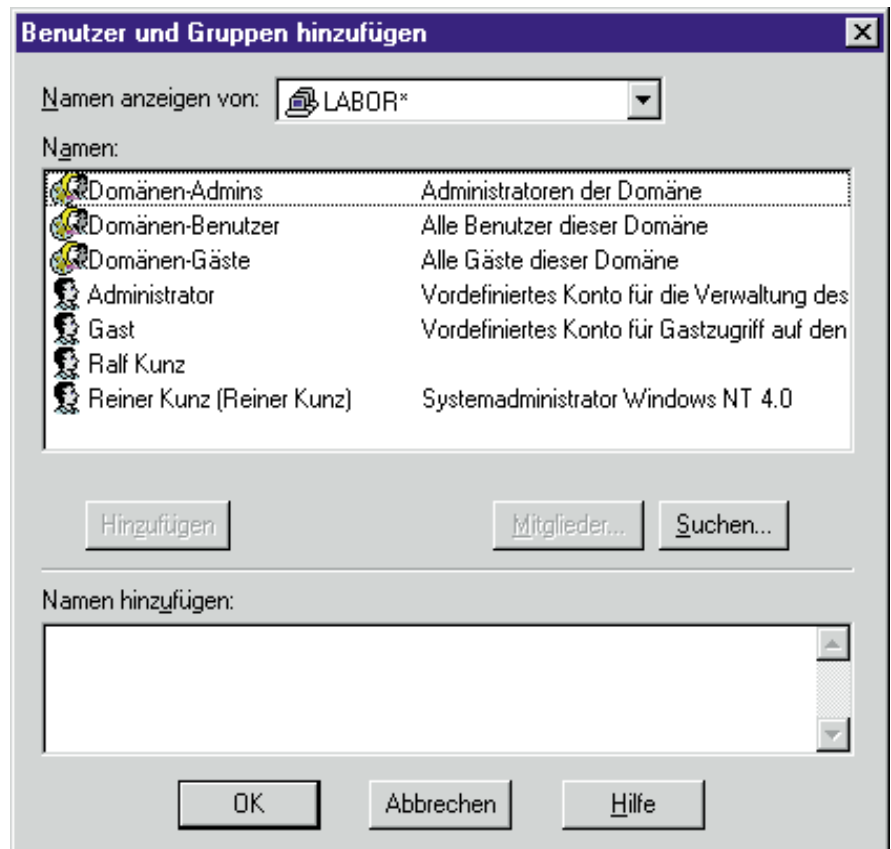 Benutzer und Gruppen hinzufügen
Namen anzeigen von: LABOR*
Namen:
Domänen-Admins Administratoren der Domäne
Domänen-Benutzer Alle Benutzer dieser Domäne
Domänen-Gäste Alle Gäste dieser Domäne
Administrator Vordefiniertes Konto für die Verwaltung des
Gast Vordefiniertes Konto für Gastzugriff auf den
Ralf Kunz
Reiner Kunz (Reiner Kunz) Systemadministrator Windows NT 4.0
Hinzufügen Mitglieder... Suchen...
Namen hinzufügen:
OK Abbrechen Hilfe